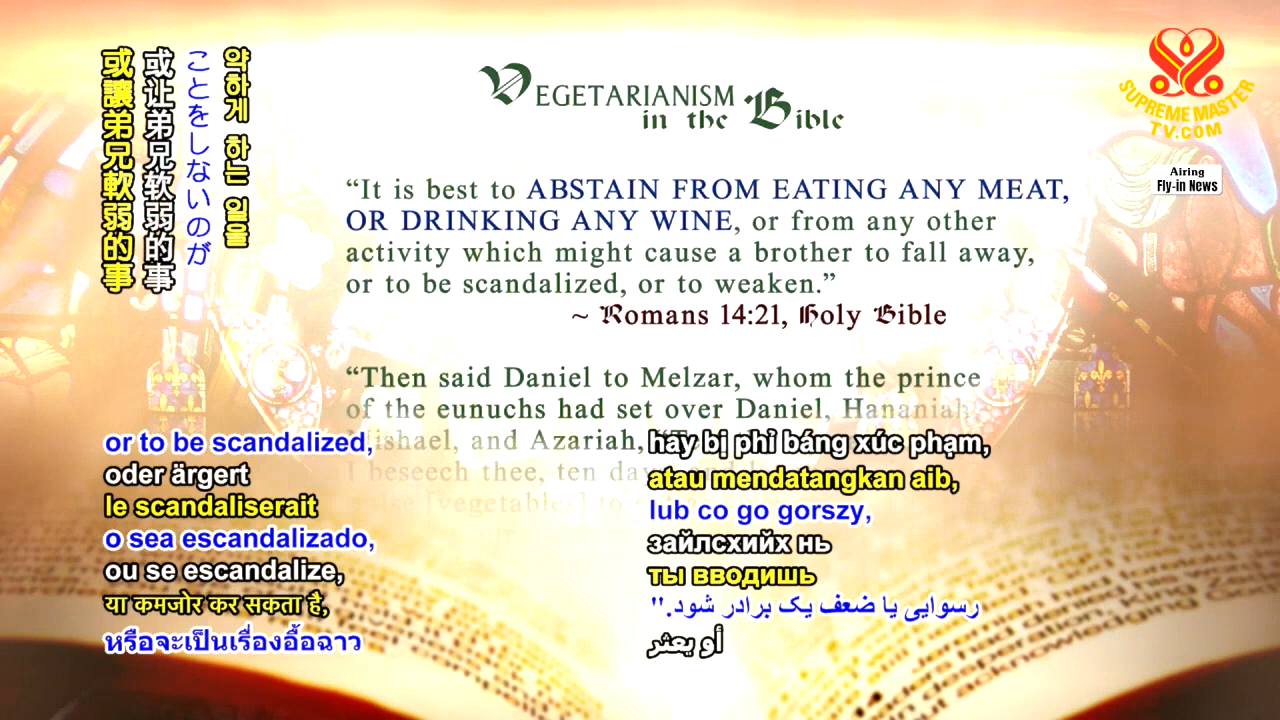 VEGETARIANISM
in the Bible
SUPREME MASTER
TV.COM
Airing
Fly-in News
약하게 하는 일을
ことをしないのが
或让弟兄软弱的事
或讓弟兄軟弱的事
“It is best to ABSTAIN FROM EATING ANY MEAT,
OR DRINKING ANY WINE, or from any other
activity which might cause a brother to fall away,
or to be scandalized, or to weaken.”
~ Romans 14:21, Holy Bible
“Then said Daniel to Melzar, whom the prince
of the eunuchs had set over Daniel, Hananiah
Mishael, and Azariah,
I beseech thee, ten
[vegetables] to
or to be scandalized,
oder ärgert
le scandaliserait
o sea escandalizado,
ou se escandalize,
या कमजोर कर सकता है,
หรือจะเป็นเรื่องอื้อฉาว
hay bị phỉ báng xúc phạm,
atau mendatangkan aib,
lub co go gorszy,
зайлсхийх нь
ты вводишь
رسوایی یا ضعف یک برادر شود."
أو يعثر